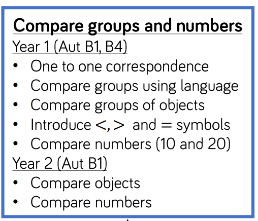 Compare groups and numbers
Year 1 (Aut B1, B4)
• One to one correspondence
• Compare groups using language
• Compare groups of objects
• Introduce <, > and = symbols
• Compare numbers (10 and 20)
Year 2 (Aut B1)
• Compare objects
• Compare numbers